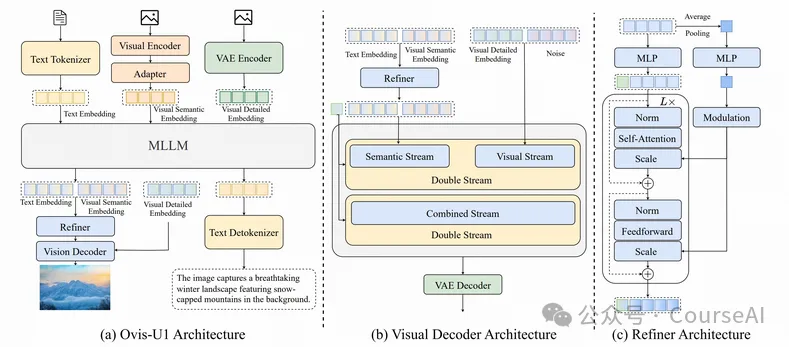 Text Tokenizer
Visual Encoder
Adapter
VAE Encoder
Text Embedding
Visual Semantic
Embedding
Visual Detailed
Embedding
MLLM
Text Embedding
Visual Semantic
Embedding
Visual Detailed
Embedding
Refiner
Vision Decoder
Text Detokenizer
The image captures a breathtaking
winter landscape featuring snow-
capped mountains in the background.
(a) Ovis-U1 Architecture
Text Embedding
Visual Semantic
Embedding
Visual Detailed
Embedding
Noise
Refiner
Semantic Stream
Visual Stream
Double Stream
Combined Stream
Double Stream
VAE Decoder
(b) Visual Decoder Architecture
Average
Pooling
MLP
MLP
L×
Norm
Self-Attention
Scale
Modulation
Norm
Feedforward
Scale
公众号 · CourseAI
(c) Refiner Architecture